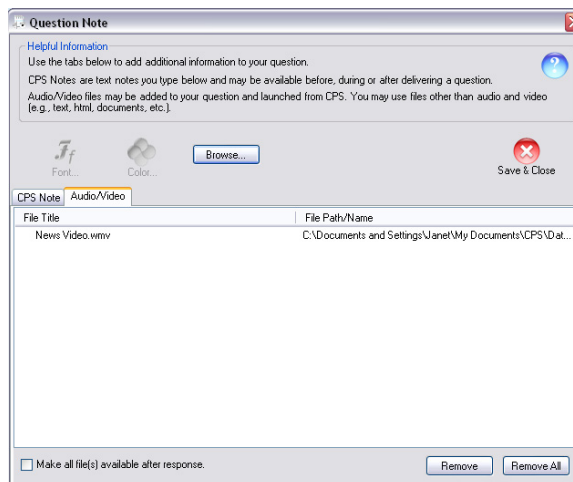 Question Note
Helpful Information
Use the tabs below to add additional information to your question.
CPS Notes are text notes you type below and may be available before, during or after delivering a question.
Audio/Video files may be added to your question and launched from CPS. You may use files other than audio and video
(e.g., text, html, documents, etc.).
Font... Color... Browse... Save & Close
CPS Note Audio/Video
File Title File Path/Name
News Video.wmv C:\Documents and Settings\Janet\My Documents\CPS\Dat...
Make all file(s) available after response. Remove Remove All